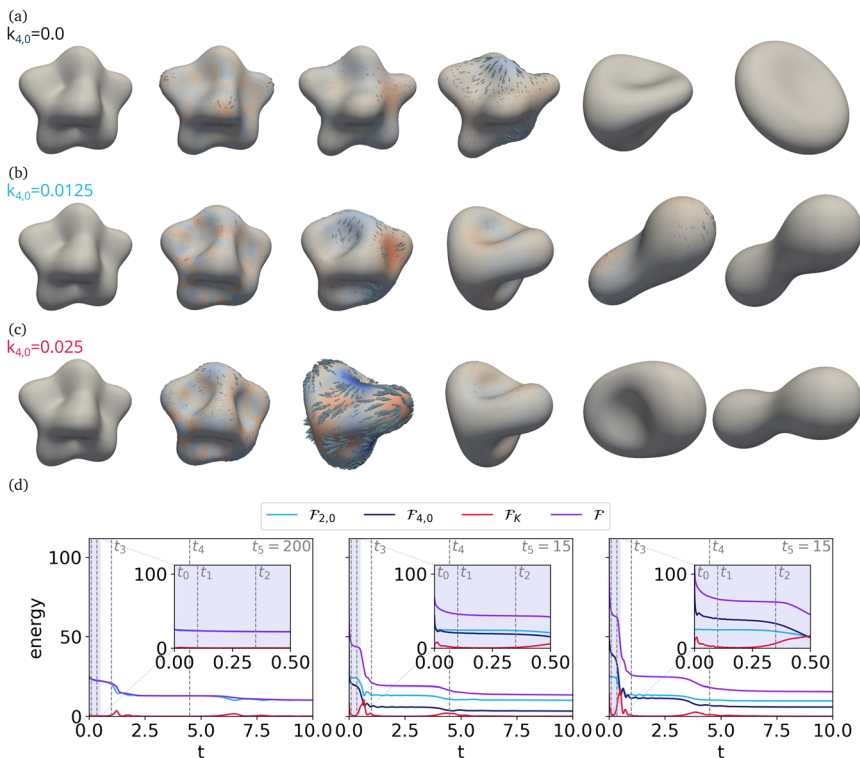 (a)
k4,0=0.0
(b)
k4,0=0.0125
(c)
k4,0=0.025
(d)
F2,0 F4,0 FK F
100 t3 t4 t5 = 200 t3 t4 t5 = 15 t3 t4 t5 = 15
100 t0 t1 t2 100 t0 t1 t2 100 t0 t1 t2
energy
50
0 0 0
0.00 0.25 0.50 0.00 0.25 0.50 0.00 0.25 0.50
0
0.0 2.5 5.0 7.5 10.0 0.0 2.5 5.0 7.5 10.0 0.0 2.5 5.0 7.5 10.0
t t t